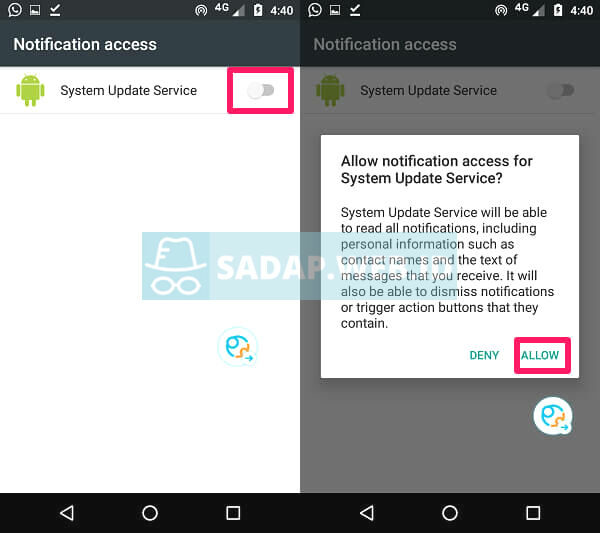 4G 4:40
Notification access
System Update Service
4G 4:40
Notification access
System Update Service
Allow notification access for
System Update Service?
System Update Service will be able
to read all notifications, including
personal information such as
contact names and the text of
messages that you receive. It will
also be able to dismiss notifications
or trigger action buttons that they
contain.
DENY ALLOW
SADAP.WEB.ID